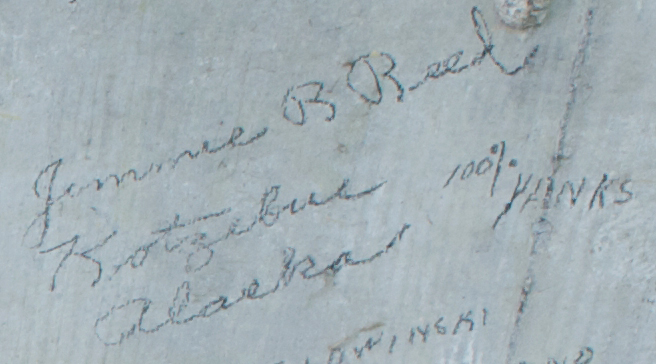 Jimmie B Reed
Kotzebue
Alaska
100% YANKS